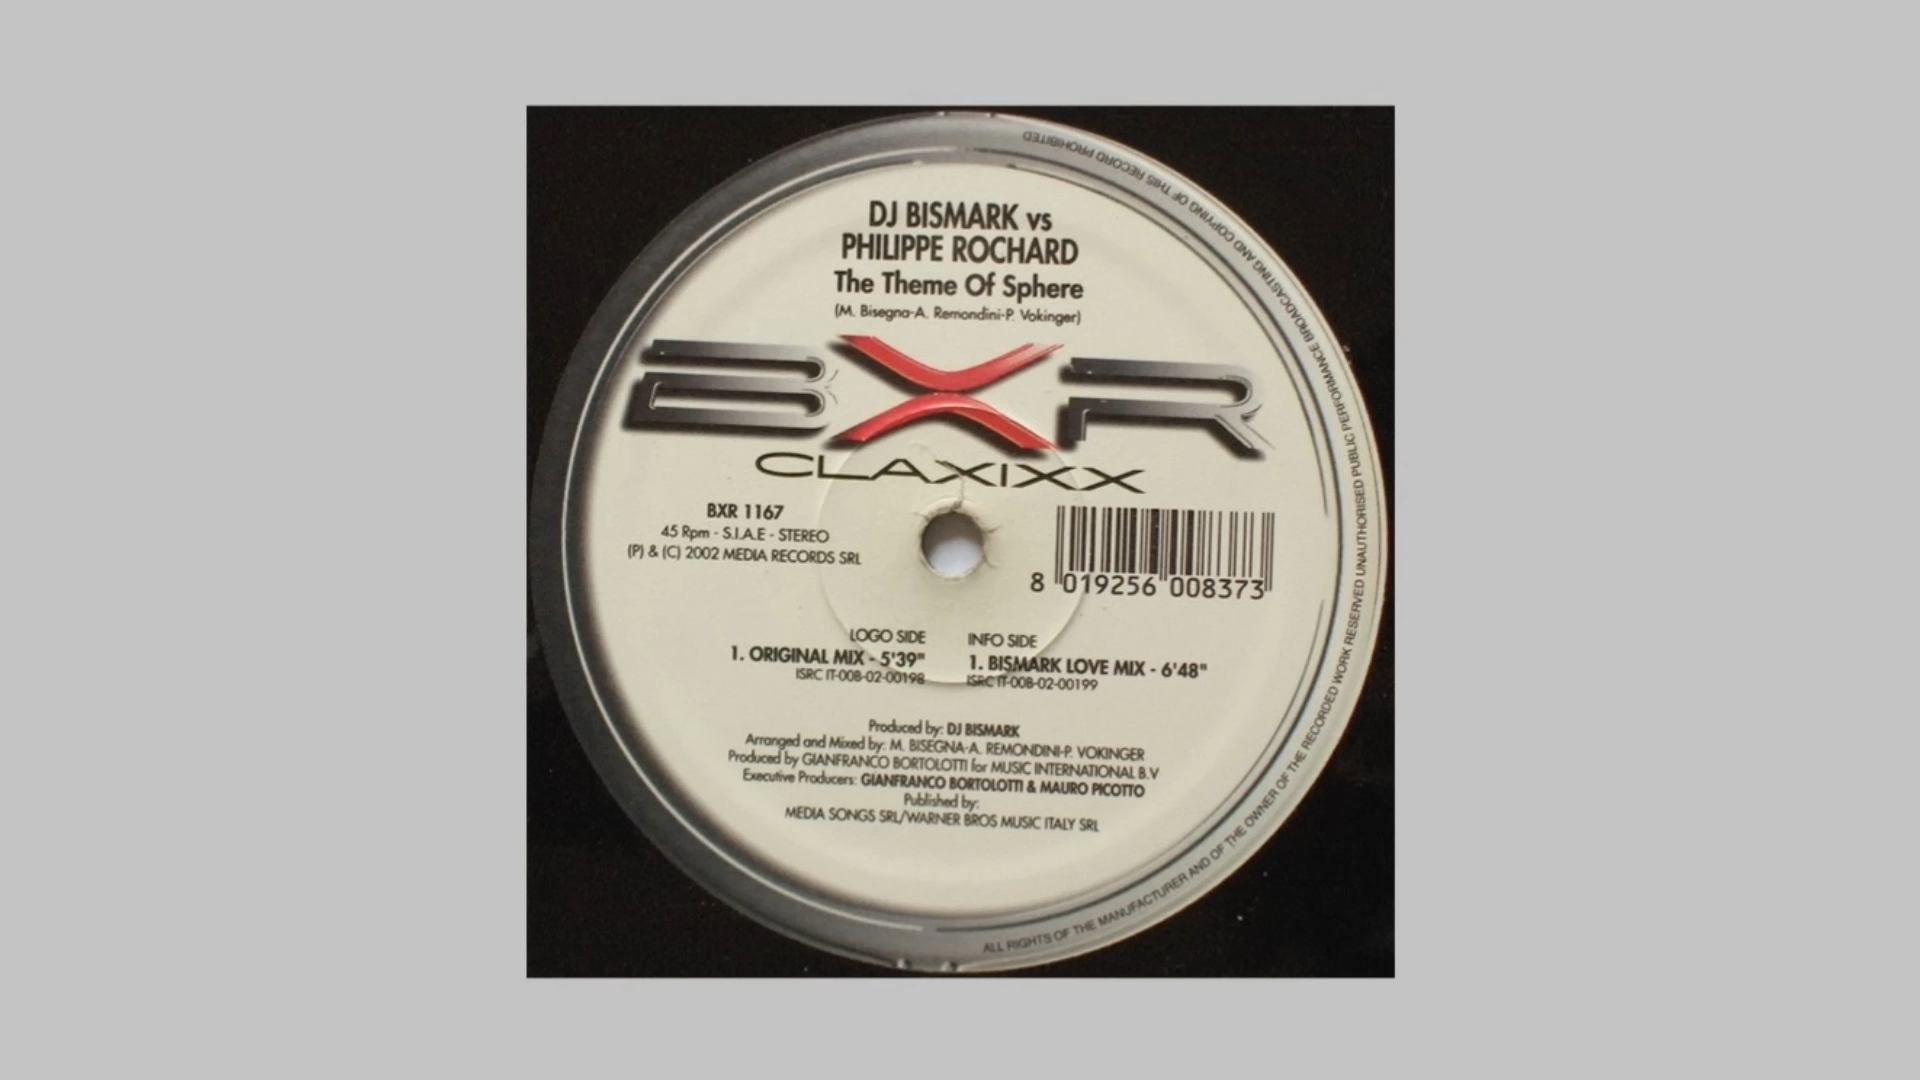 DJ BISMARK vs
PHILIPPE ROCHARD
The Theme Of Sphere
(M. Bisegna-A. Remondini-P. Vokinger)
BXR
CLAXIXX
BXR 1167
45 Rpm - S.I.A.E - STEREO
(P) & (C) 2002 MEDIA RECORDS SRL
8 019256 008373
LOGO SIDE
1. ORIGINAL MIX - 5'39"
ISRC IT-00B-02-00198
INFO SIDE
1. BISMARK LOVE MIX - 6'48"
ISRC IT-00B-02-00199
Produced by: DJ BISMARK
Arranged and Mixed by: M. BISEGNA-A. REMONDINI-P. VOKINGER
Produced by GIANFRANCO BORTOLOTTI for MUSIC INTERNATIONAL B.V
Executive Producers: GIANFRANCO BORTOLOTTI & MAURO PICOTTO
Published by:
MEDIA SONGS SRL/WARNER BROS MUSIC ITALY SRL
ALL RIGHTS OF THE MANUFACTURER AND OF THE OWNER OF THE RECORDED WORK RESERVED UNAUTHORISED PUBLIC PERFORMANCE BROADCASTING AND COPYING OF THIS RECORD PROHIBITED